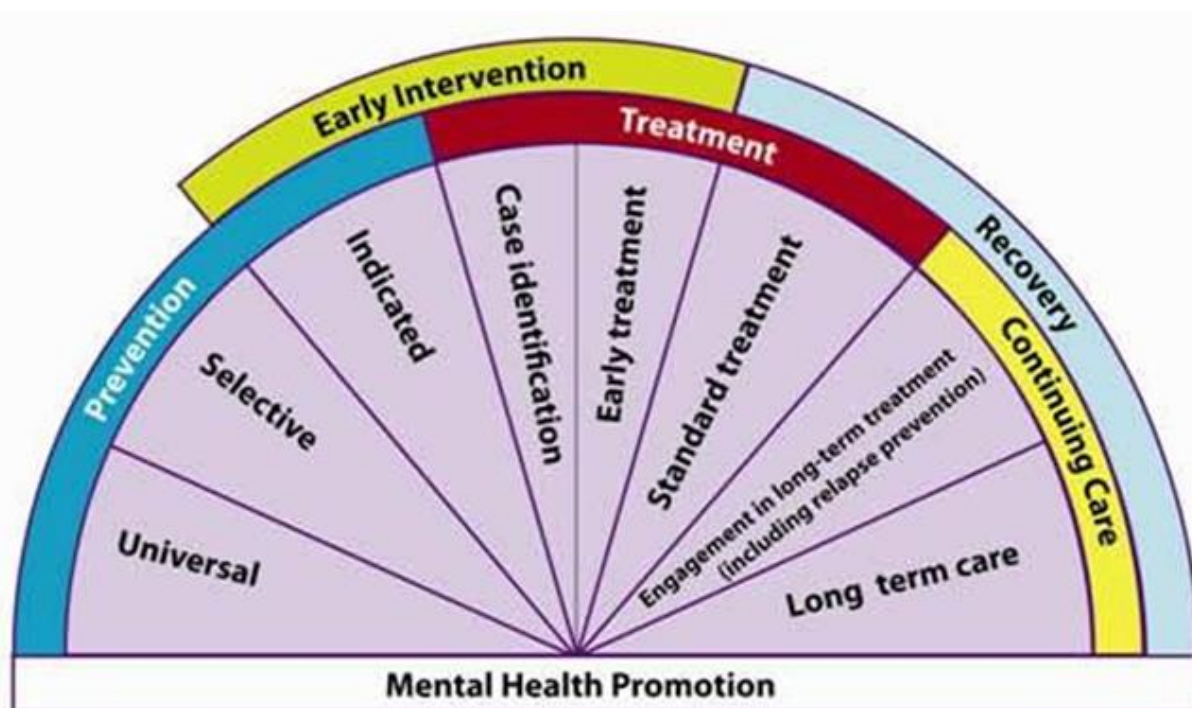 Early Intervention
Treatment
Prevention
Recovery
Continuing Care
Universal
Selective
Indicated
Case identification
Early treatment
Standard treatment
Engagement in long-term treatment
(including relapse prevention)
Long term care
Mental Health Promotion